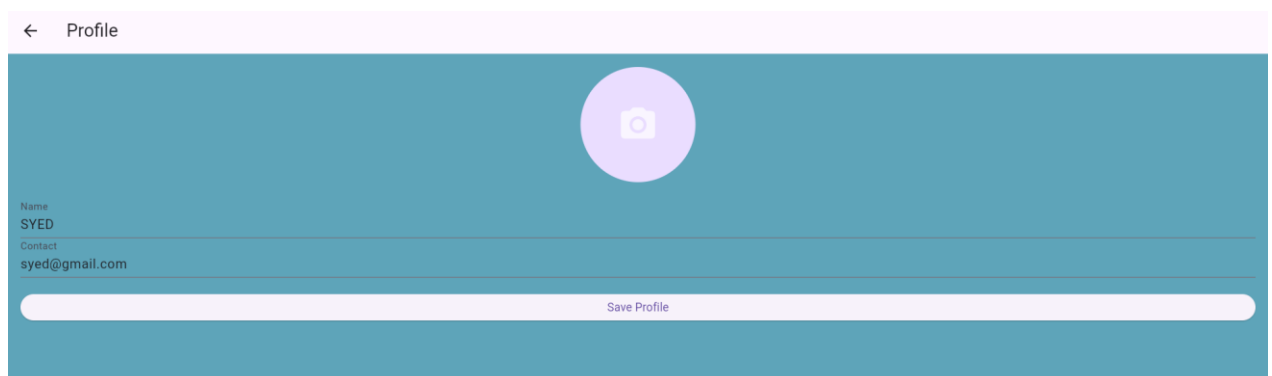 Profile
Name
SYED
Contact
syed@gmail.com
Save Profile